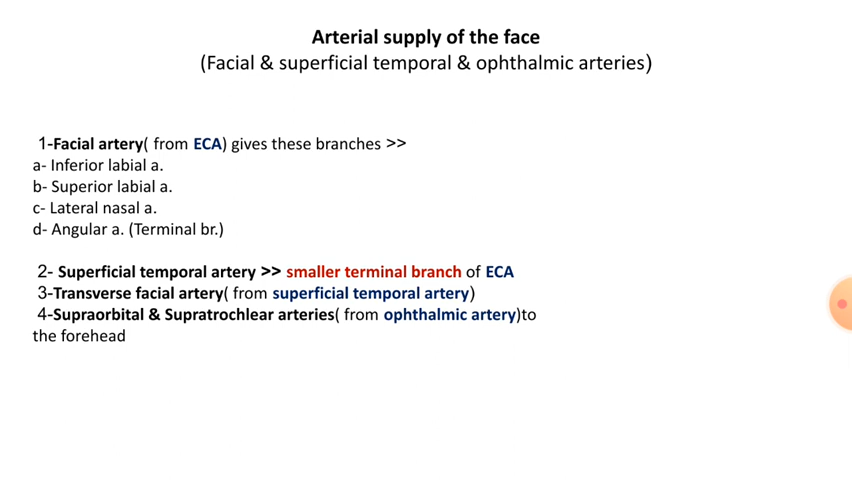 Arterial supply of the face
(Facial & superficial temporal & ophthalmic arteries)
1-Facial artery( from ECA) gives these branches >>
a- Inferior labial a.
b- Superior labial a.
c- Lateral nasal a.
d- Angular a. (Terminal br.)
2- Superficial temporal artery >> smaller terminal branch of ECA
3-Transverse facial artery( from superficial temporal artery)
4-Supraorbital & Supratrochlear arteries( from ophthalmic artery)to
the forehead